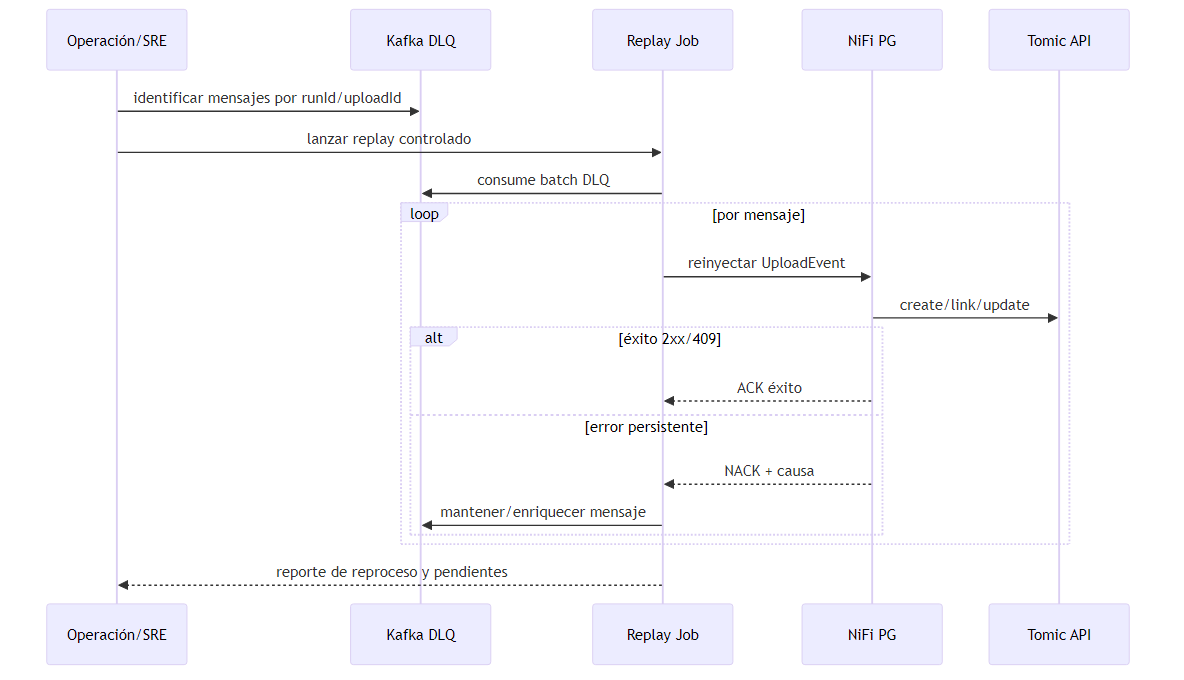 Operación/SRE
Kafka DLQ
Replay Job
NiFi PG
Tomic API
identificar mensajes por runId/uploadId
lanzar replay controlado
consume batch DLQ
loop
[por mensaje]
reinyectar UploadEvent
create/link/update
alt
[éxito 2xx/409]
ACK éxito
[error persistente]
NACK + causa
mantener/enriquecer mensaje
reporte de reproceso y pendientes
Operación/SRE
Kafka DLQ
Replay Job
NiFi PG
Tomic API